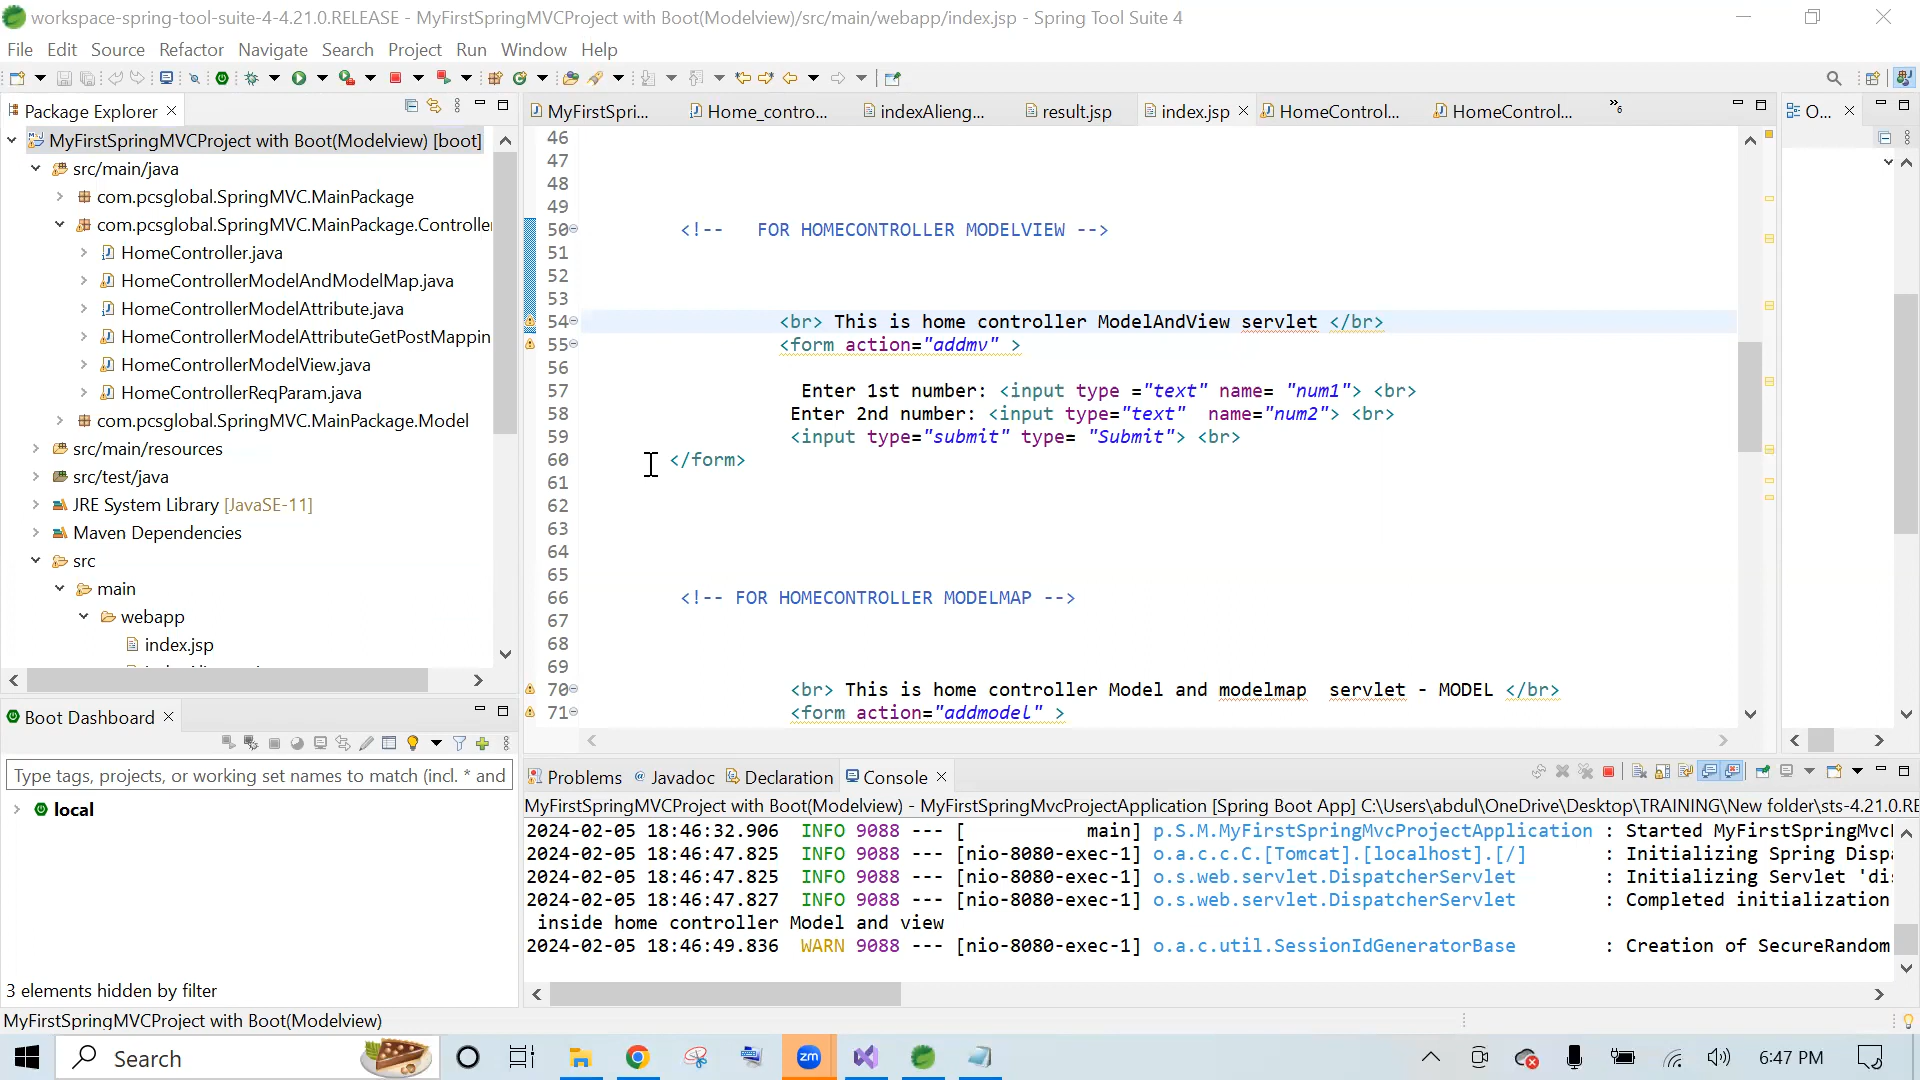 workspace-spring-tool-suite-4-4.21.0.RELEASE - MyFirstSpringMVCProject with Boot(Modelview)/src/main/webapp/index.jsp - Spring Tool Suite 4
File Edit Source Refactor Navigate Search Project Run Window Help
Package Explorer
MyFirstSpringMVCProject with Boot(Modelview) [boot]
src/main/java
com.pcsglobal.SpringMVC.MainPackage
com.pcsglobal.SpringMVC.MainPackage.Controller
HomeController.java
HomeControllerModelAndModelMap.java
HomeControllerModelAttribute.java
HomeControllerModelAttributeGetPostMappin
HomeControllerModelView.java
HomeControllerReqParam.java
com.pcsglobal.SpringMVC.MainPackage.Model
src/main/resources
src/test/java
JRE System Library [JavaSE-11]
Maven Dependencies
src
main
webapp
index.jsp
Boot Dashboard
Type tags, projects, or working set names to match (incl. * and
local
3 elements hidden by filter
MyFirstSpri... Home_contro... indexAlieng... result.jsp index.jsp HomeControl... HomeControl... »6 O...
46
47
48
49
50 <!-- FOR HOMECONTROLLER MODELVIEW -->
51
52
53
54 <br> This is home controller ModelAndView servlet </br>
55 <form action="addmv" >
56
57 Enter 1st number: <input type ="text" name= "num1"> <br>
58 Enter 2nd number: <input type="text" name="num2"> <br>
59 <input type="submit" type= "Submit"> <br>
60 </form>
61
62
63
64
65
66 <!-- FOR HOMECONTROLLER MODELMAP -->
67
68
69
70 <br> This is home controller Model and modelmap servlet - MODEL </br>
71 <form action="addmodel" >
Problems @ Javadoc Declaration Console
MyFirstSpringMVCProject with Boot(Modelview) - MyFirstSpringMvcProjectApplication [Spring Boot App] C:\Users\abdul\OneDrive\Desktop\TRAINING\New folder\sts-4.21.0.RE
2024-02-05 18:46:32.906 INFO 9088 --- [ main] p.S.M.MyFirstSpringMvcProjectApplication : Started MyFirstSpringMvcl
2024-02-05 18:46:47.825 INFO 9088 --- [nio-8080-exec-1] o.a.c.c.C.[Tomcat].[localhost].[/] : Initializing Spring Disp
2024-02-05 18:46:47.825 INFO 9088 --- [nio-8080-exec-1] o.s.web.servlet.DispatcherServlet : Initializing Servlet 'dis
2024-02-05 18:46:47.827 INFO 9088 --- [nio-8080-exec-1] o.s.web.servlet.DispatcherServlet : Completed initialization
inside home controller Model and view
2024-02-05 18:46:49.836 WARN 9088 --- [nio-8080-exec-1] o.a.c.util.SessionIdGeneratorBase : Creation of SecureRandom
MyFirstSpringMVCProject with Boot(Modelview)
Search
zm
6:47 PM